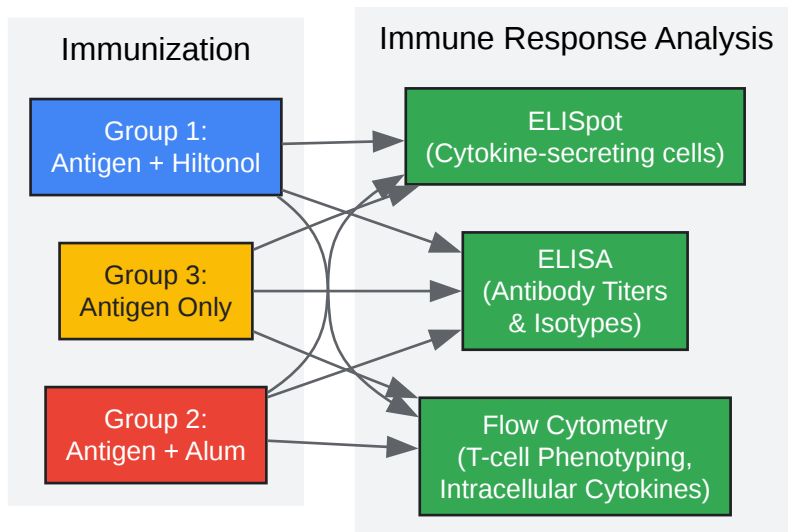 Immunization
Group 1:
Antigen + Hiltonol
Group 3:
Antigen Only
Group 2:
Antigen + Alum
Immune Response Analysis
ELISpot
(Cytokine-secreting cells)
ELISA
(Antibody Titers
& Isotypes)
Flow Cytometry
(T-cell Phenotyping,
Intracellular Cytokines)